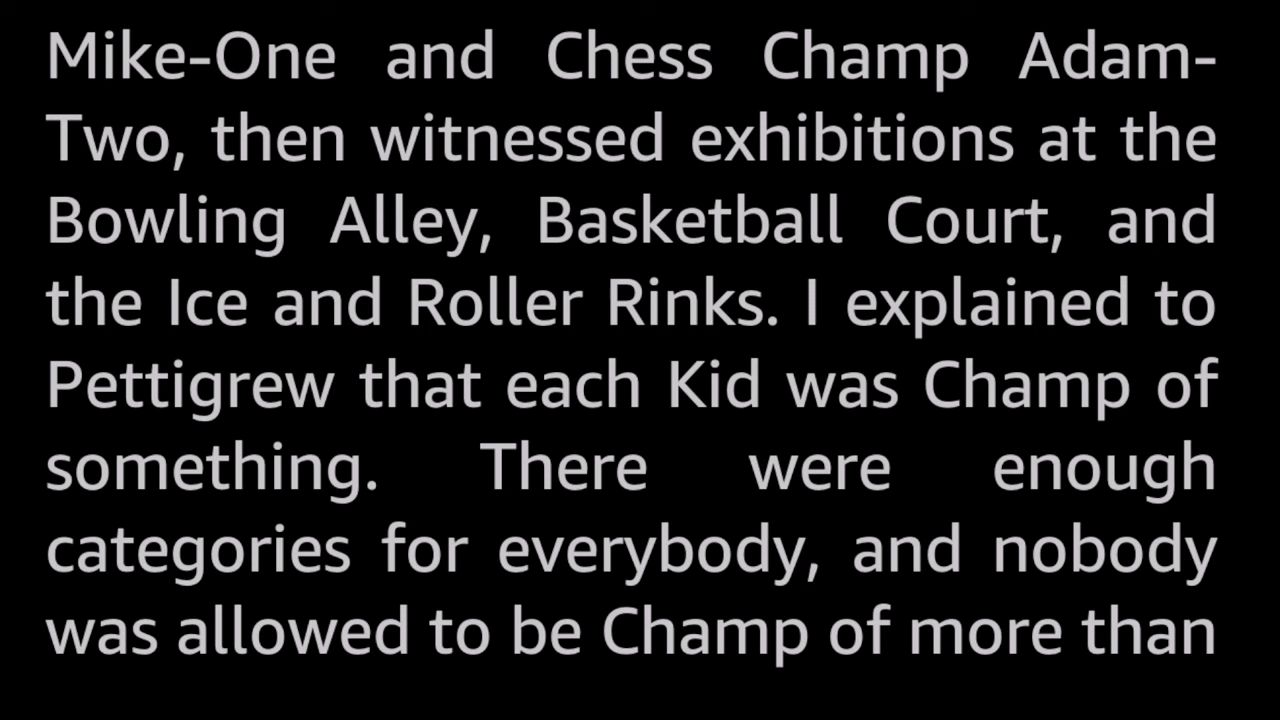 Mike-One and Chess Champ Adam-
Two, then witnessed exhibitions at the
Bowling Alley, Basketball Court, and
the Ice and Roller Rinks. I explained to
Pettigrew that each Kid was Champ of
something. There were enough
categories for everybody, and nobody
was allowed to be Champ of more than